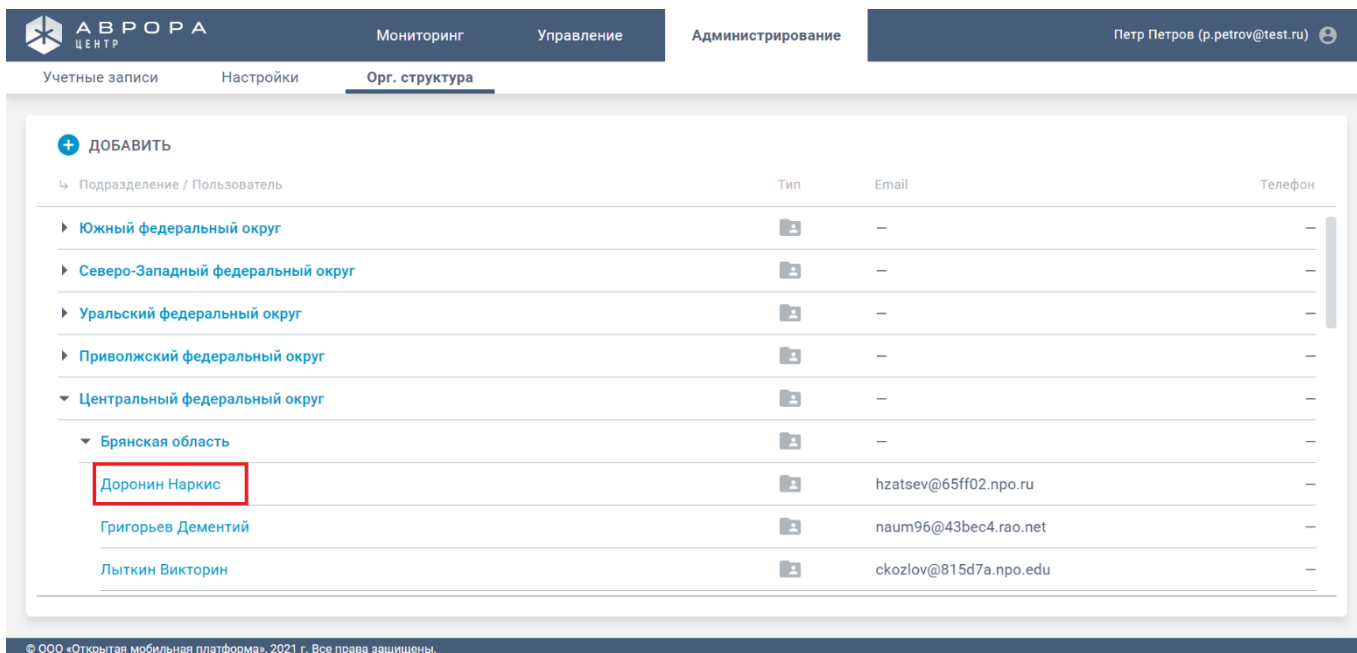 АВРОРА
ЦЕНТР
Мониторинг Управление Администрирование Петр Петров (p.petrov@test.ru)
Учетные записи Настройки Орг. структура
ДОБАВИТЬ
Подразделение / Пользователь Тип Email Телефон
Южный федеральный округ — —
Северо-Западный федеральный округ — —
Уральский федеральный округ — —
Приволжский федеральный округ — —
Центральный федеральный округ — —
Брянская область — —
Доронин Наркис hzatsev@65ff02.npo.ru —
Григорьев Дементий naum96@43bec4.rao.net —
Лыткин Викторин ckozlov@815d7a.npo.edu —
© ООО «Открытая мобильная платформа», 2021 г. Все права защищены.